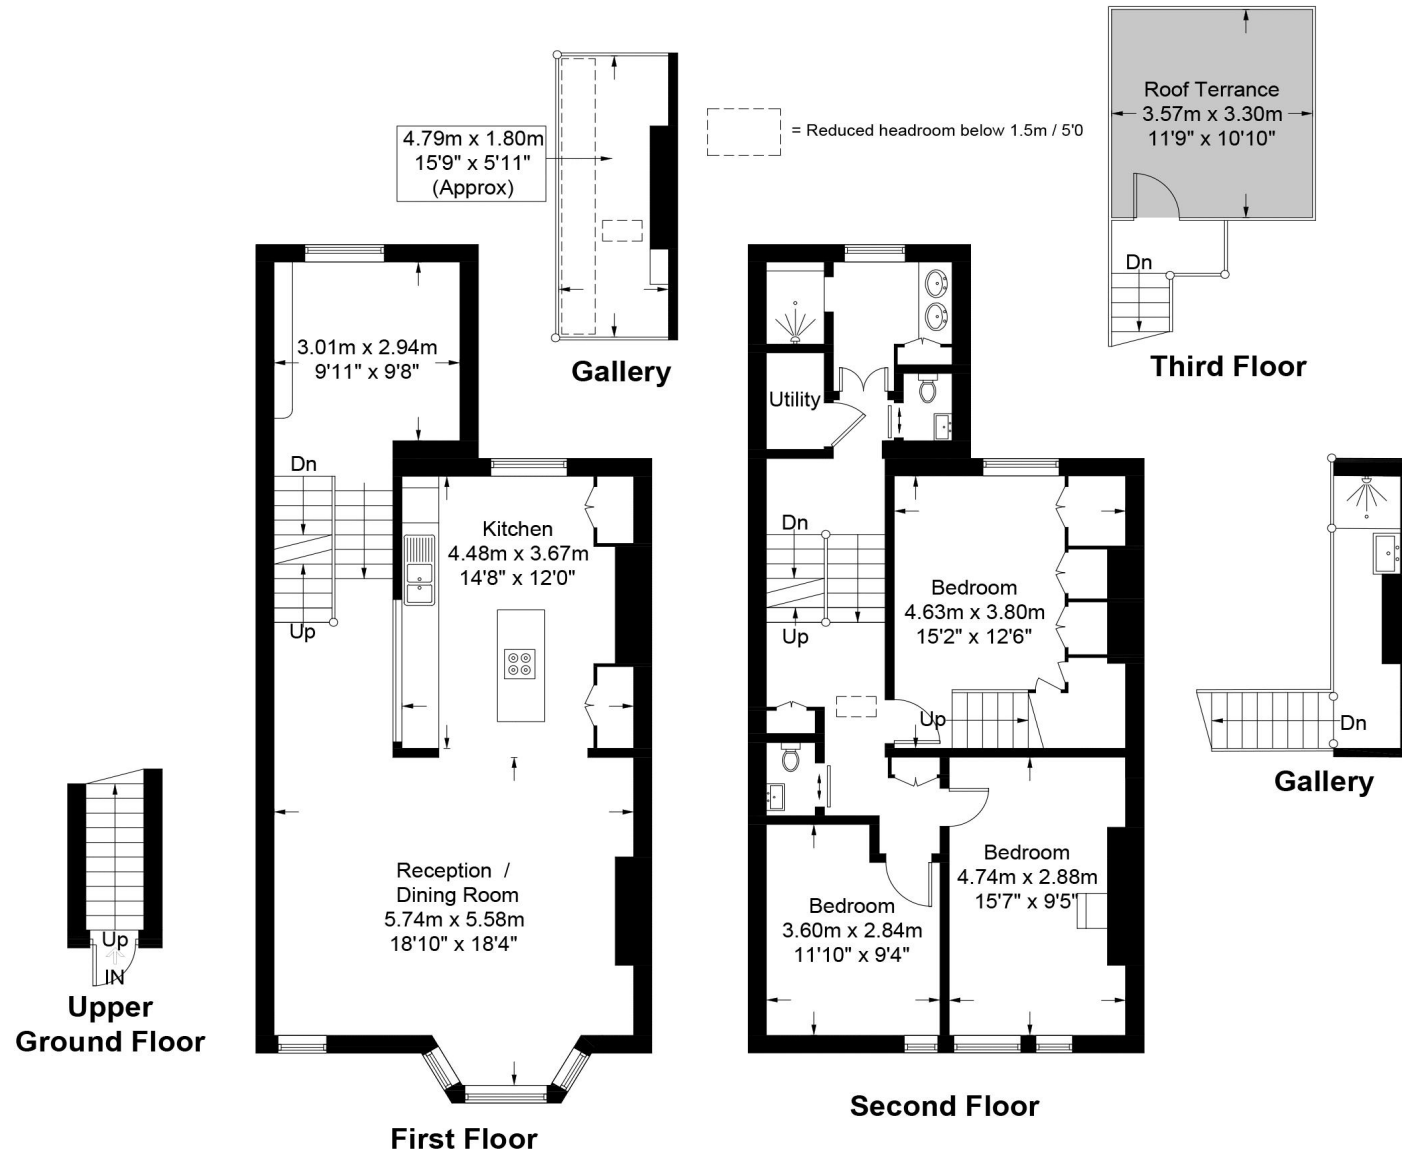 4.79m x 1.80m
15'9" x 5'11"
(Approx)
Gallery
= Reduced headroom below 1.5m / 5'0
Roof Terrance
3.57m x 3.30m
11'9" x 10'10"
Dn
Third Floor
3.01m x 2.94m
9'11" x 9'8"
Dn
Up
Kitchen
4.48m x 3.67m
14'8" x 12'0"
Reception /
Dining Room
5.74m x 5.58m
18'10" x 18'4"
First Floor
Up
IN
Upper
Ground Floor
Utility
Dn
Up
Bedroom
4.63m x 3.80m
15'2" x 12'6"
Up
Bedroom
3.60m x 2.84m
11'10" x 9'4"
Bedroom
4.74m x 2.88m
15'7" x 9'5"
Second Floor
Dn
Gallery